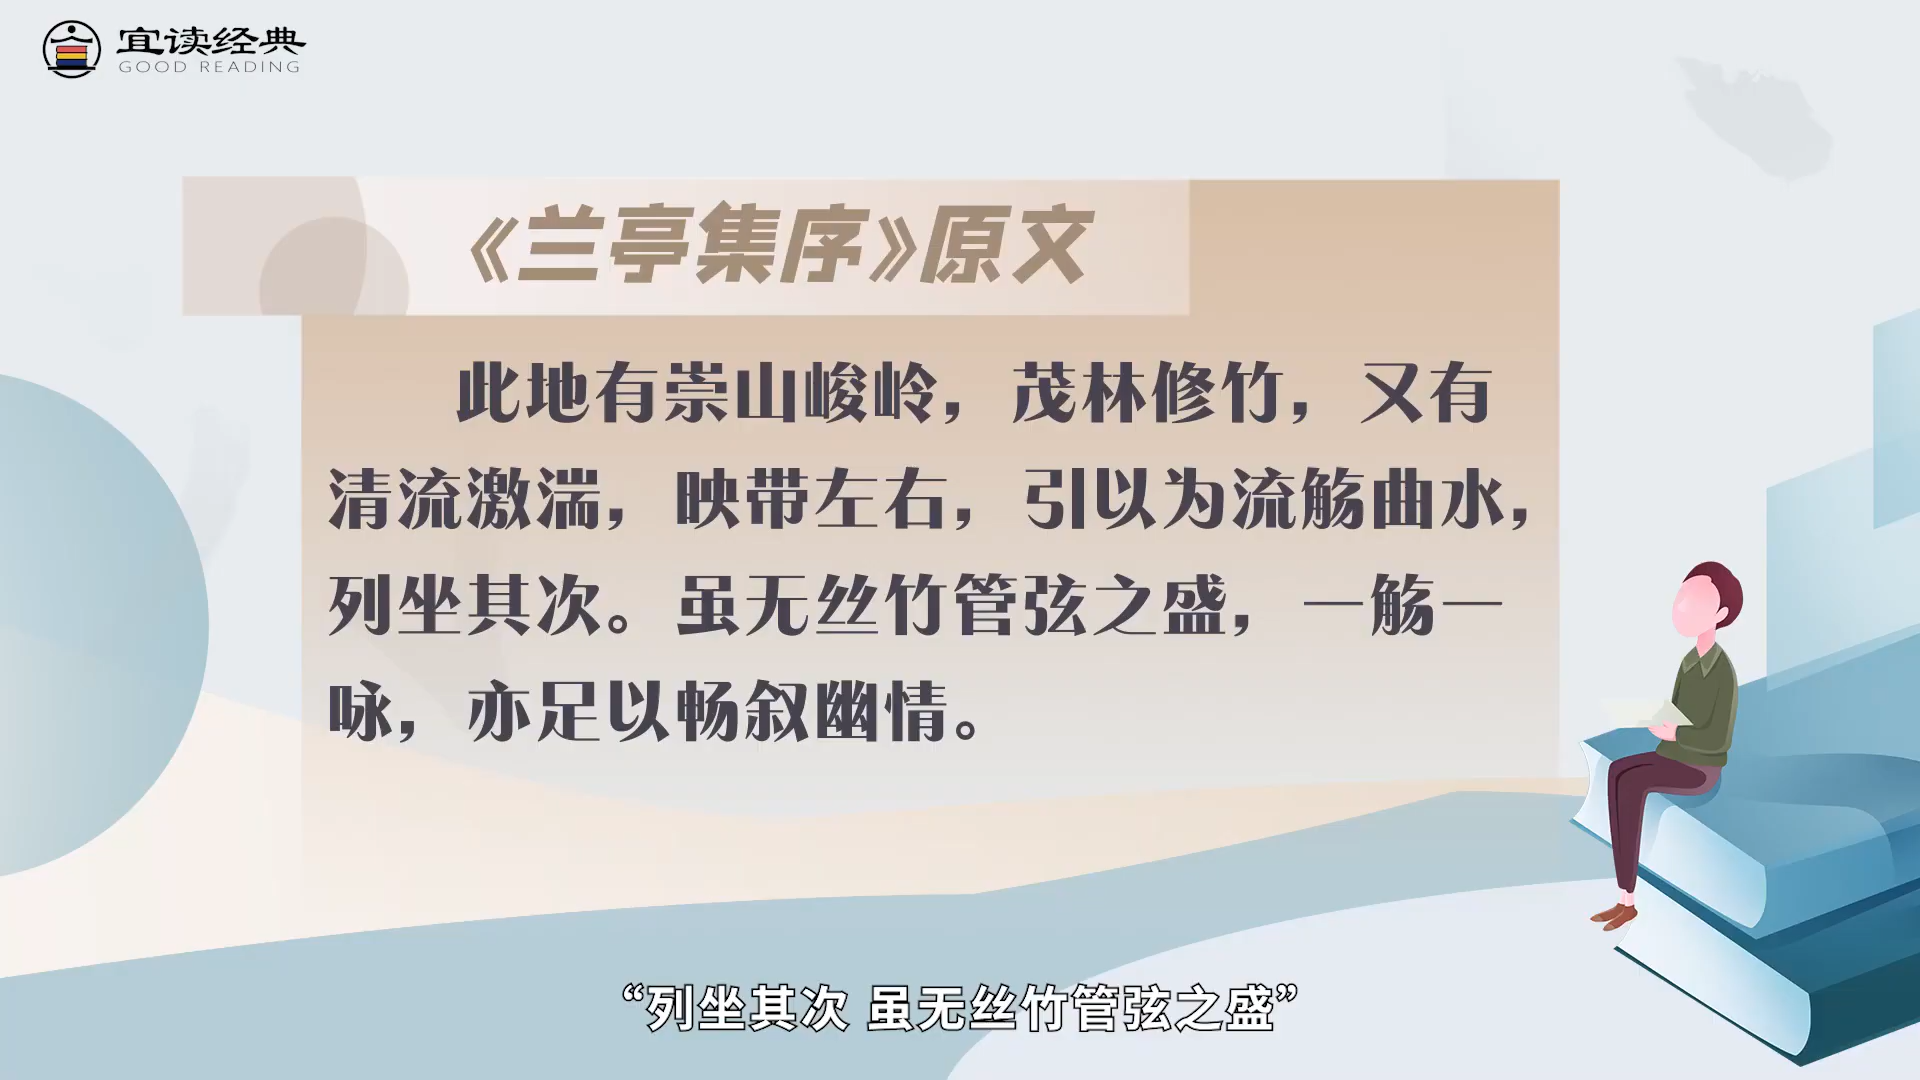 宜读经典
GOOD READING
《兰亭集序》原文
此地有崇山峻岭，茂林修竹，又有
清流激湍，映带左右，引以为流觞曲水，
列坐其次。虽无丝竹管弦之盛，一觞一
咏，亦足以畅叙幽情。
“列坐其次 虽无丝竹管弦之盛”